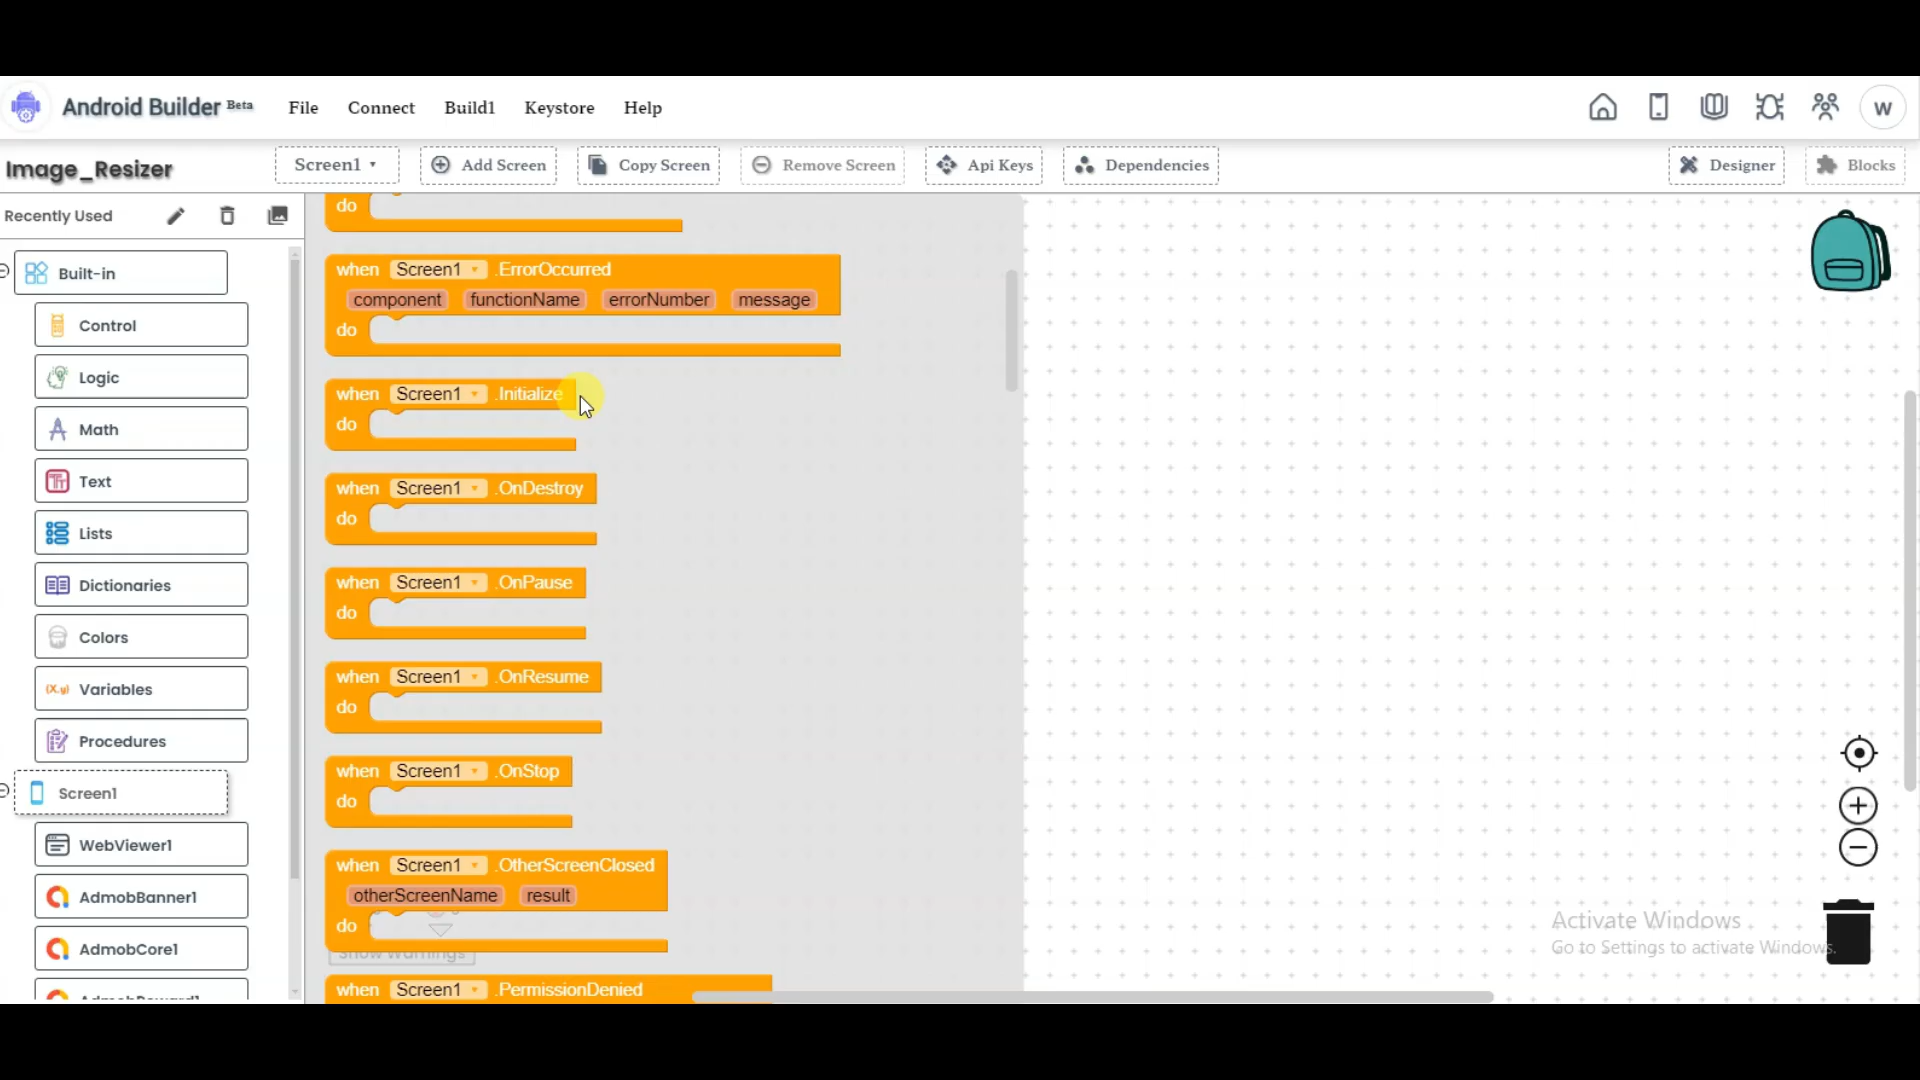 Android Builder Beta File Connect Build1 Keystore Help W
Image_Resizer Screen1 Add Screen Copy Screen Remove Screen Api Keys Dependencies Designer Blocks
Recently Used
Built-in
Control
Logic
Math
Text
Lists
Dictionaries
Colors
(X,y) Variables
Procedures
Screen1
WebViewer1
AdmobBanner1
AdmobCore1
AdmobReward1
do
when Screen1 .ErrorOccurred
component functionName errorNumber message
do
when Screen1 .Initialize
do
when Screen1 .OnDestroy
do
when Screen1 .OnPause
do
when Screen1 .OnResume
do
when Screen1 .OnStop
do
when Screen1 .OtherScreenClosed
otherScreenName result
do
Show Warnings
when Screen1 .PermissionDenied
Activate Windows
Go to Settings to activate Windows.